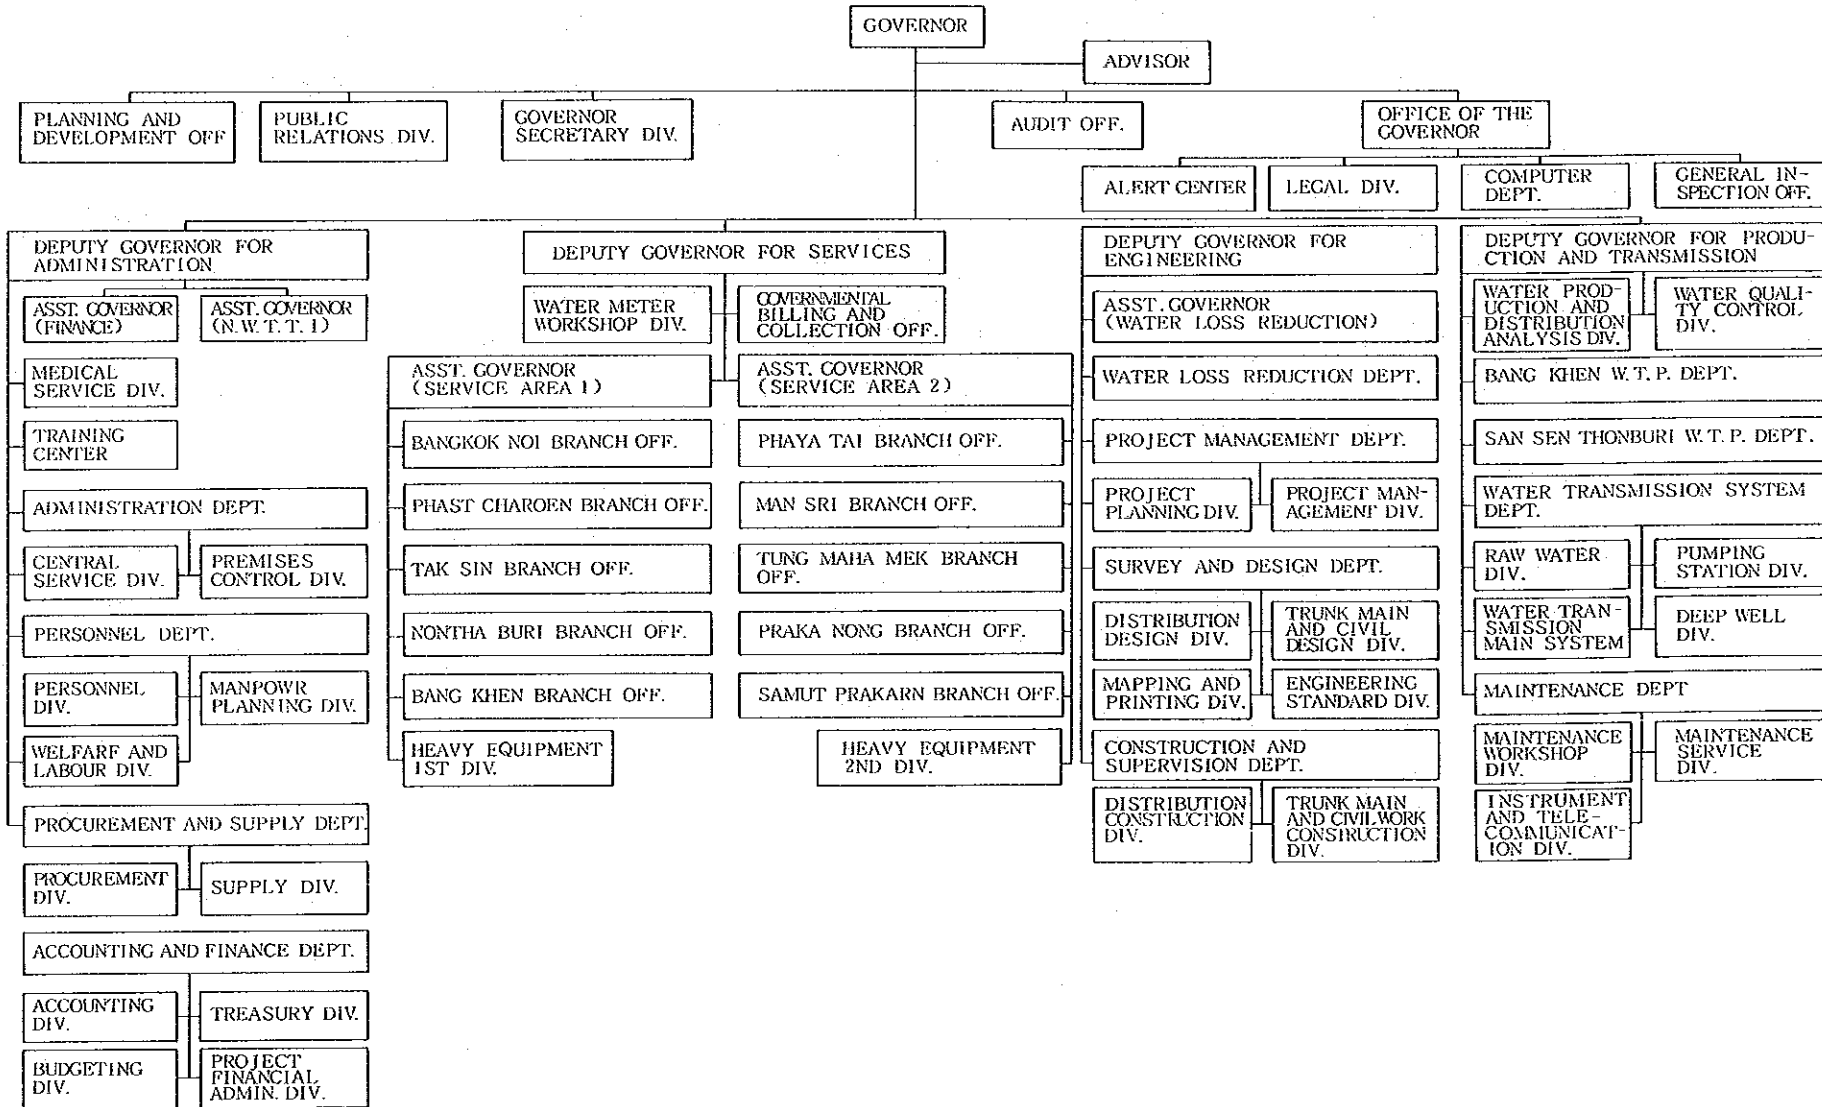 GOVERNOR
ADVISOR
PLANNING AND
DEVELOPMENT OFF
PUBLIC
RELATIONS DIV.
GOVERNOR
SECRETARY DIV.
AUDIT OFF.
OFFICE OF THE
GOVERNOR
ALERT CENTER
LEGAL DIV.
COMPUTER
DEPT.
GENERAL IN-
SPECTION OFF.
DEPUTY GOVERNOR FOR
ADMINISTRATION
DEPUTY GOVERNOR FOR SERVICES
DEPUTY GOVERNOR FOR
ENGINEERING
DEPUTY GOVERNOR FOR PRODU-
CTION AND TRANSMISSION
ASST. GOVERNOR
(FINANCE)
ASST. GOVERNOR
(N.W.T.T.I)
MEDICAL
SERVICE DIV.
TRAINING
CENTER
ADMINISTRATION DEPT.
CENTRAL
SERVICE DIV.
PREMISES
CONTROL DIV.
PERSONNEL DEPT.
PERSONNEL
DIV.
MANPOWR
PLANNING DIV.
WELFARF AND
LABOUR DIV.
PROCUREMENT AND SUPPLY DEPT.
PROCUREMENT
DIV.
SUPPLY DIV.
ACCOUNTING AND FINANCE DEPT.
ACCOUNTING
DIV.
TREASURY DIV.
BUDGETING
DIV.
PROJECT
FINANCIAL
ADMIN. DIV.
WATER METER
WORKSHOP DIV.
GOVERNMENTAL
BILLING AND
COLLECTION OFF.
ASST. GOVERNOR
(SERVICE AREA 1)
ASST. GOVERNOR
(SERVICE AREA 2)
BANGKOK NOI BRANCH OFF.
PHAYA TAI BRANCH OFF.
PHAST CHAROEN BRANCH OFF.
MAN SRI BRANCH OFF.
TAK SIN BRANCH OFF.
TUNG MAHA MEK BRANCH
OFF.
NONTHA BURI BRANCH OFF.
PRAKA NONG BRANCH OFF.
BANG KHEN BRANCH OFF.
SAMUT PRAKARN BRANCH OFF.
HEAVY EQUIPMENT
1ST DIV.
HEAVY EQUIPMENT
2ND DIV.
ASST. GOVERNOR
(WATER LOSS REDUCTION)
WATER LOSS REDUCTION DEPT.
PROJECT MANAGEMENT DEPT.
PROJECT
PLANNING DIV.
PROJECT MAN-
AGEMENT DIV.
SURVEY AND DESIGN DEPT.
DISTRIBUTION
DESIGN DIV.
TRUNK MAIN
AND CIVIL
DESIGN DIV.
MAPPING AND
PRINTING DIV.
ENGINEERING
STANDARD DIV.
CONSTRUCTION AND
SUPERVISION DEPT.
DISTRIBUTION
CONSTRUCTION
DIV.
TRUNK MAIN
AND CIVILWORK
CONSTRUCTION
DIV.
WATER PROD-
UCTION AND
DISTRIBUTION
ANALYSIS DIV.
WATER QUALI-
TY CONTROL
DIV.
BANG KHEN W.T.P. DEPT.
SAN SEN THONBURI W.T.P. DEPT.
WATER TRANSMISSION SYSTEM
DEPT.
RAW WATER
DIV.
PUMPING
STATION DIV.
WATER TRAN-
SMISSION
MAIN SYSTEM
DEEP WELL
DIV.
MAINTENANCE DEPT
MAINTENANCE
WORKSHOP
DIV.
MAINTENANCE
SERVICE
DIV.
INSTRUMENT
AND TELE-
COMMUNICAT-
ION DIV.